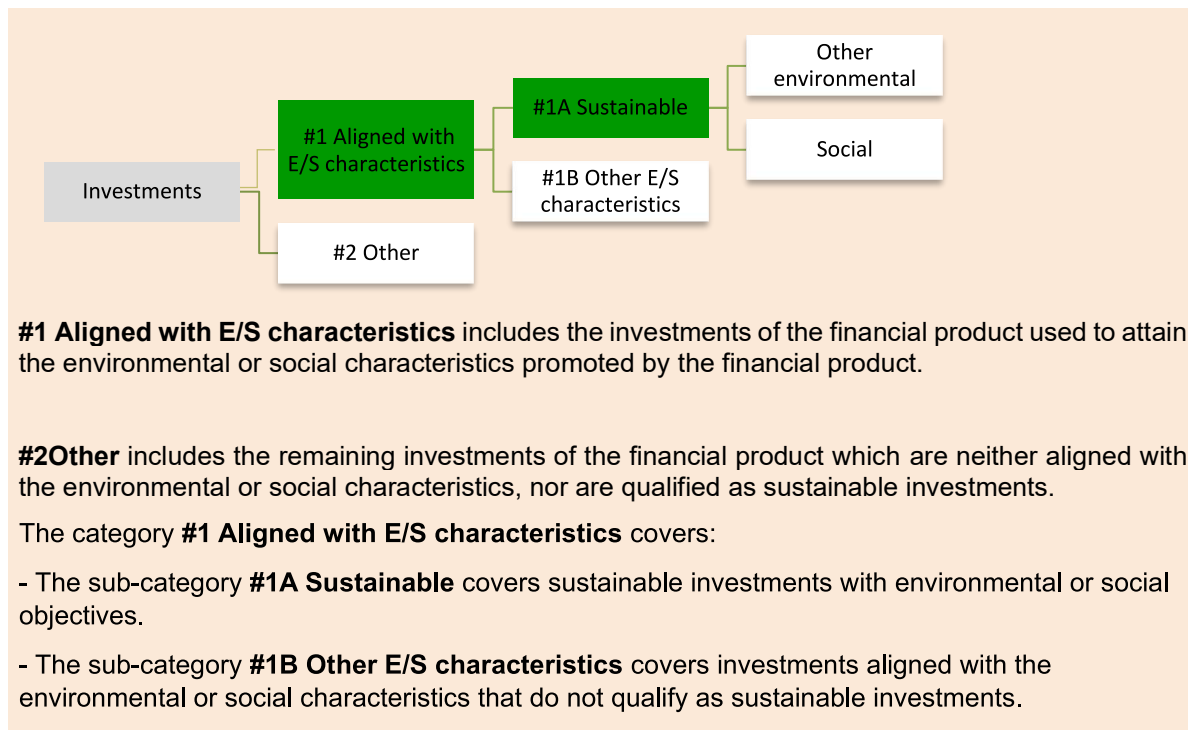 Other
environmental
#1A Sustainable
#1 Aligned with
E/S characteristics
Social
Investments
#1B Other E/S
characteristics
#2 Other
#1 Aligned with E/S characteristics includes the investments of the financial product used to attain
the environmental or social characteristics promoted by the financial product.
#2Other includes the remaining investments of the financial product which are neither aligned with
the environmental or social characteristics, nor are qualified as sustainable investments.
The category #1 Aligned with E/S characteristics covers:
- The sub-category #1A Sustainable covers sustainable investments with environmental or social
objectives.
- The sub-category #1B Other E/S characteristics covers investments aligned with the
environmental or social characteristics that do not qualify as sustainable investments.